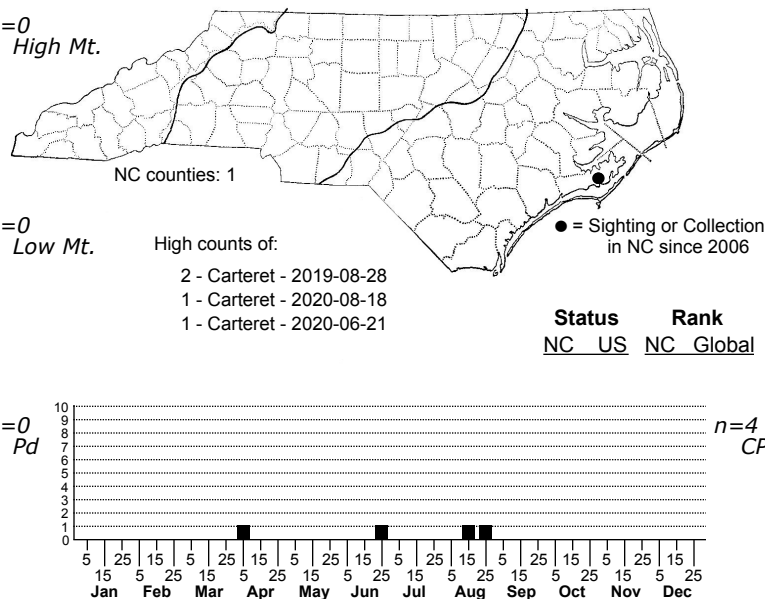 =0
High Mt.
NC counties: 1
=0
Low Mt.
High counts of:
2 - Carteret - 2019-08-28
1 - Carteret - 2020-08-18
1 - Carteret - 2020-06-21
● = Sighting or Collection
in NC since 2006
Status Rank
NC US NC Global
=0
Pd
n=4
CP
10
9
8
7
6
5
4
3
2
1
0
5 25 15 5 25 15 5 25 15 5 25 15 5 25 15 5 25 15
15 5 25 15 5 25 15 5 25 15 5 25 15 5 25 15 5 25
Jan Feb Mar Apr May Jun Jul Aug Sep Oct Nov Dec